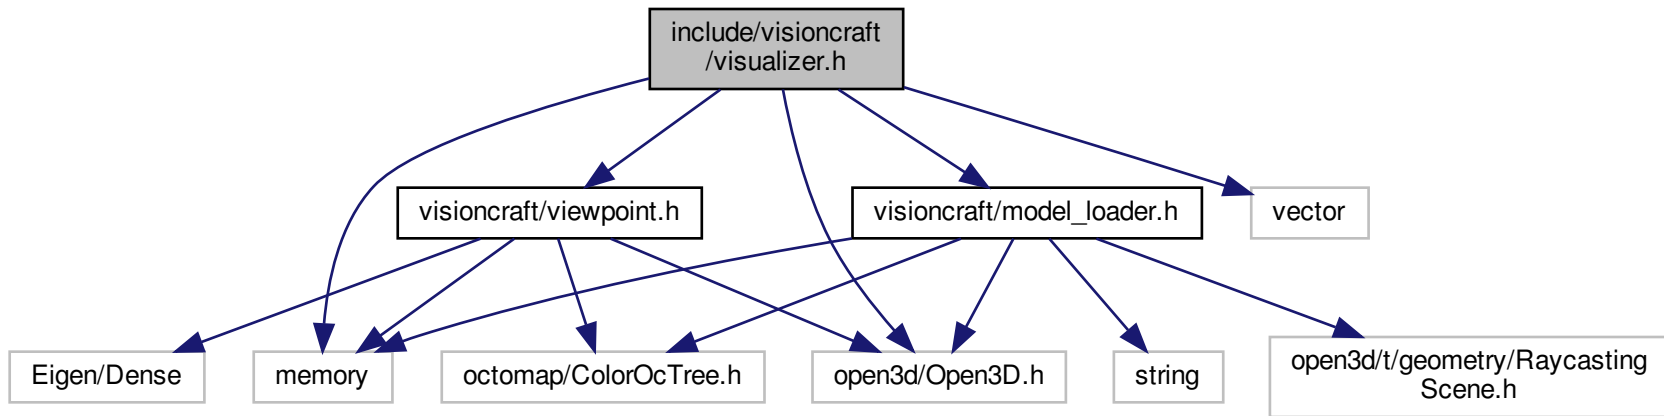 include/visioncraft
/visualizer.h
visioncraft/viewpoint.h
visioncraft/model_loader.h
vector
Eigen/Dense
memory
octomap/ColorOcTree.h
open3d/Open3D.h
string
open3d/t/geometry/Raycasting
Scene.h